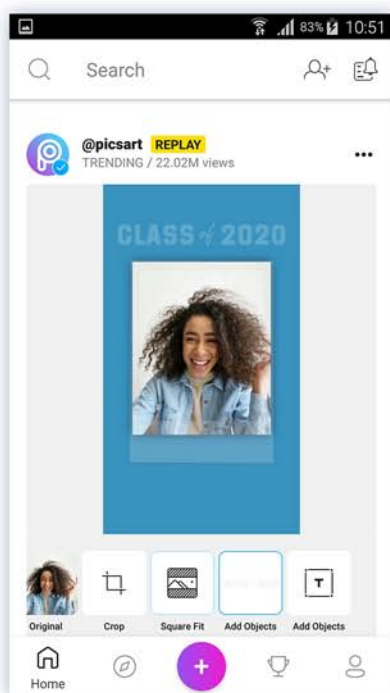 83% 10:51
Search
@picsart REPLAY
TRENDING / 22.02M views
CLASS of 2020
Original Crop Square Fit Add Objects Add Objects
T
Home